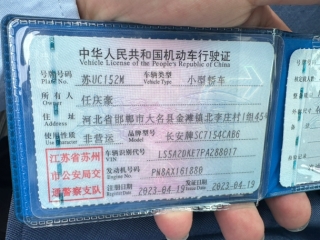 中华人民共和国机动车行驶证
Vehicle License of the People's Republic of China
号牌号码 苏UC152M 车辆类型 小型轿车
Plate No. Vehicle Type
所有人 任庆豪
Owner
住址 河北省邯郸市大名县金滩镇北李庄村1组45号
Address
使用性质 非营运 品牌型号 长安牌SC7154CAB6
Use Character Model
江苏省苏州市公安局交通警察支队
车辆识别代号 LS5A2DKE7PA288017
VIN
发动机号码 PN8AX161880
Engine No.
注册日期 2023-04-19 发证日期 2023-04-19
Register Date Issue Date